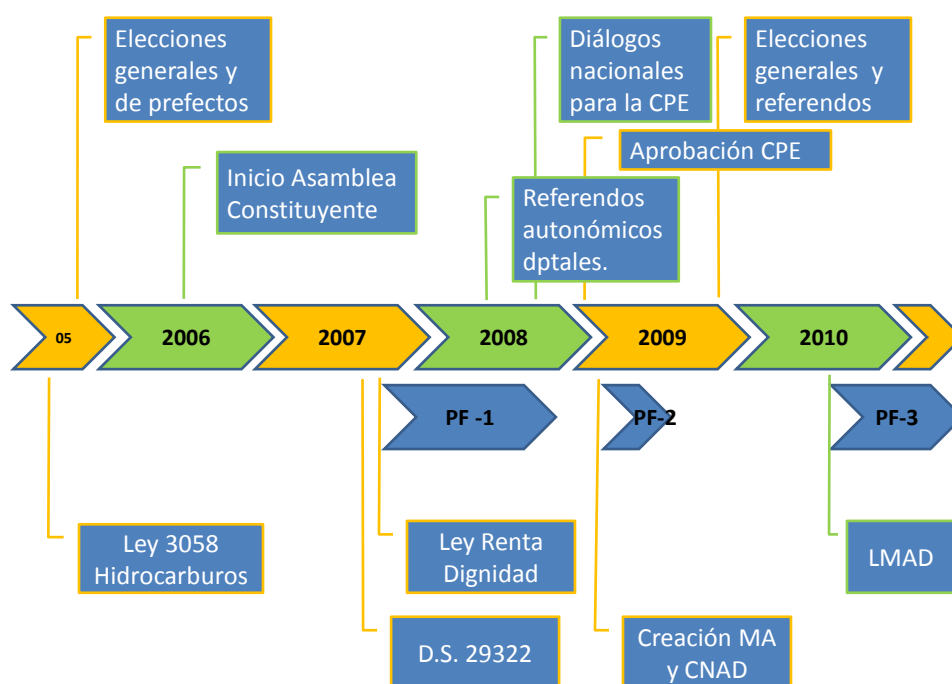 Elecciones
generales y
de prefectos
Diálogos
nacionales
para la CPE
Elecciones
generales y
referendos
Aprobación CPE
Inicio Asamblea
Constituyente
Referendos
autonómicos
dptales.
05
2006
2007
2008
2009
2010
PF -1
PF-2
PF-3
Ley 3058
Hidrocarburos
Ley Renta
Dignidad
LMAD
D.S. 29322
Creación MA
y CNAD